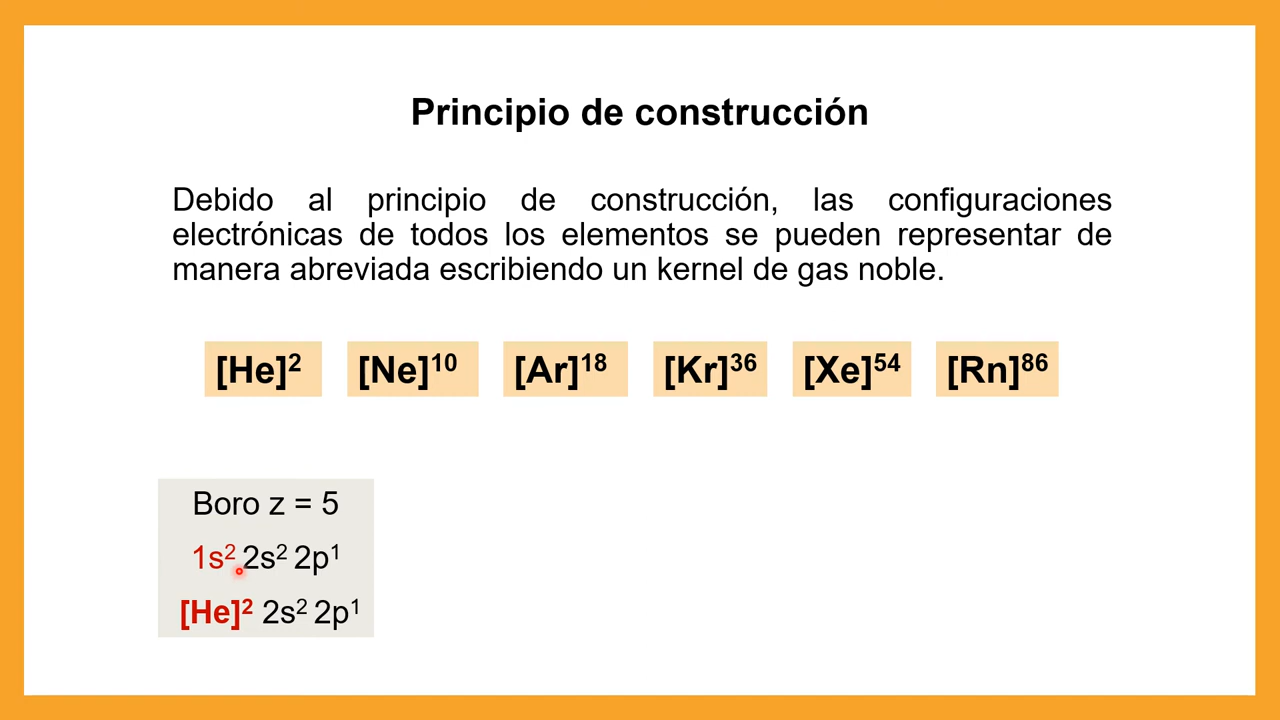 Principio de construcción
Debido al principio de construcción, las configuraciones
electrónicas de todos los elementos se pueden representar de
manera abreviada escribiendo un kernel de gas noble.
[He]² [Ne]¹⁰ [Ar]¹⁸ [Kr]³⁶ [Xe]⁵⁴ [Rn]⁸⁶
Boro z = 5
1s² 2s² 2p¹
[He]² 2s² 2p¹